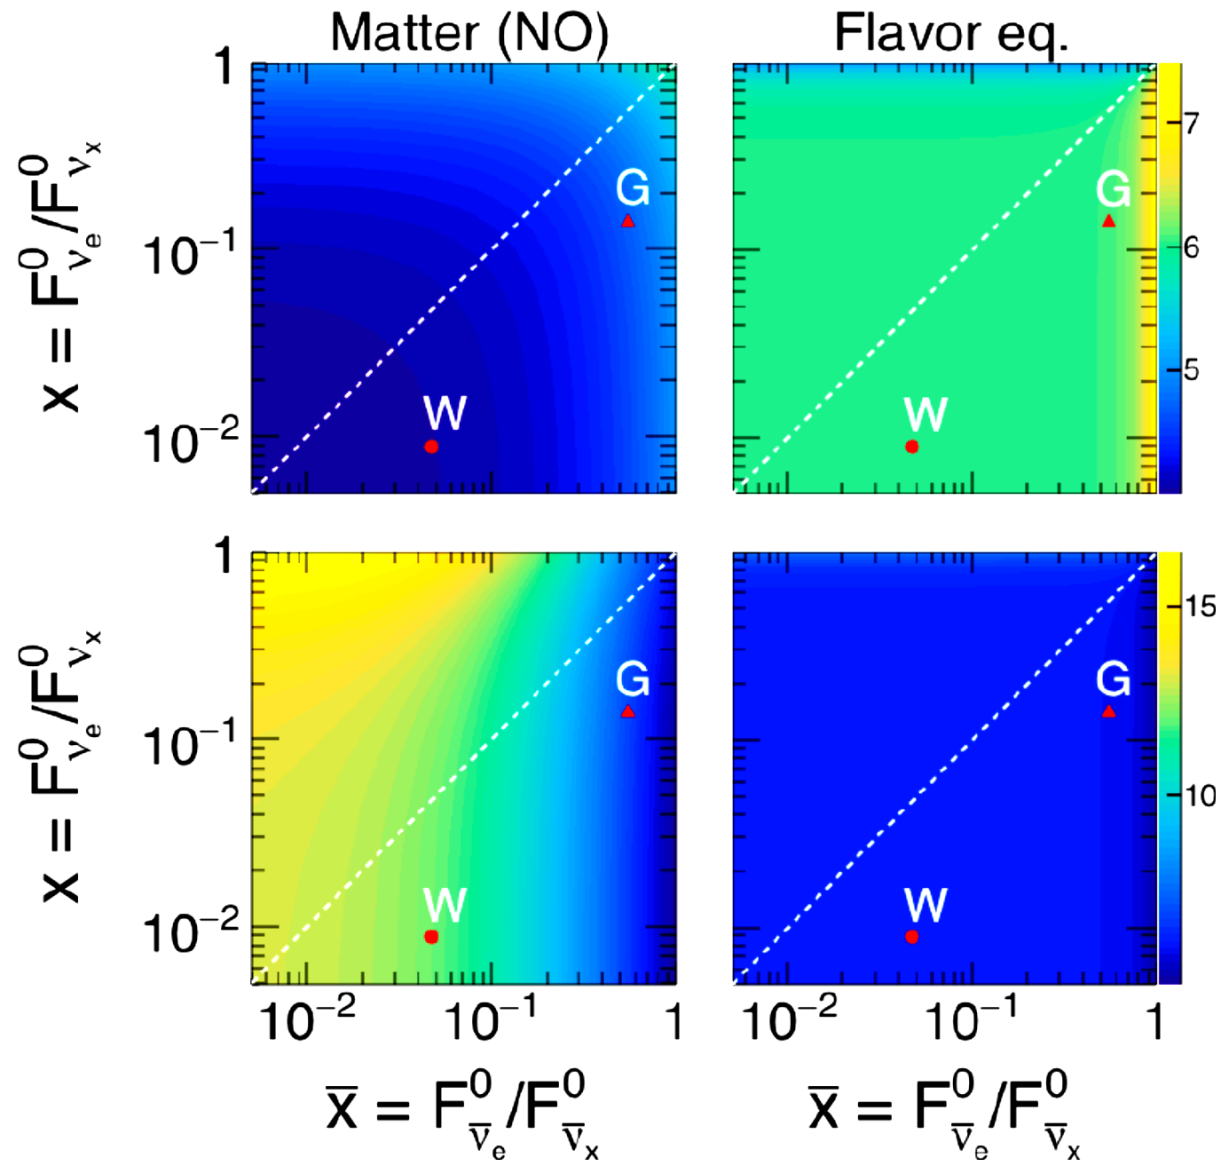 Matter (NO) Flavor eq.
x = F⁰νₑ/F⁰νₓ
1
10⁻¹
10⁻²
G
W
G
W
7
6
5
x = F⁰νₑ/F⁰νₓ
1
10⁻¹
10⁻²
G
W
G
W
15
10
10⁻² 10⁻¹ 1 10⁻² 10⁻¹ 1
x̄ = F⁰ν̄ₑ/F⁰ν̄ₓ x̄ = F⁰ν̄ₑ/F⁰ν̄ₓ